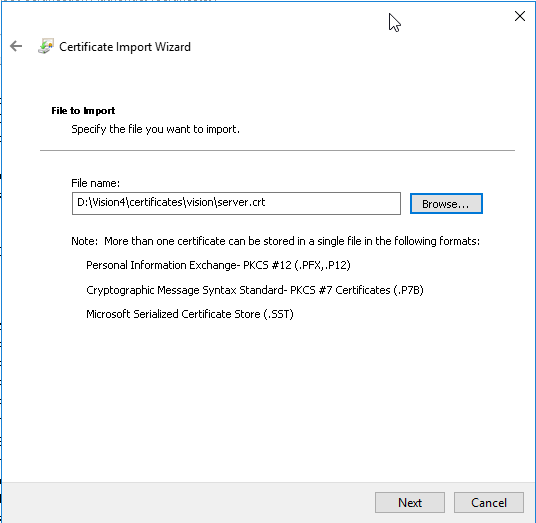 Certificate Import Wizard
File to Import
Specify the file you want to import.
File name:
D:\Vision4\certificates\vision\server.crt
Browse...
Note:  More than one certificate can be stored in a single file in the following formats:
Personal Information Exchange- PKCS #12 (.PFX,.P12)
Cryptographic Message Syntax Standard- PKCS #7 Certificates (.P7B)
Microsoft Serialized Certificate Store (.SST)
Next
Cancel